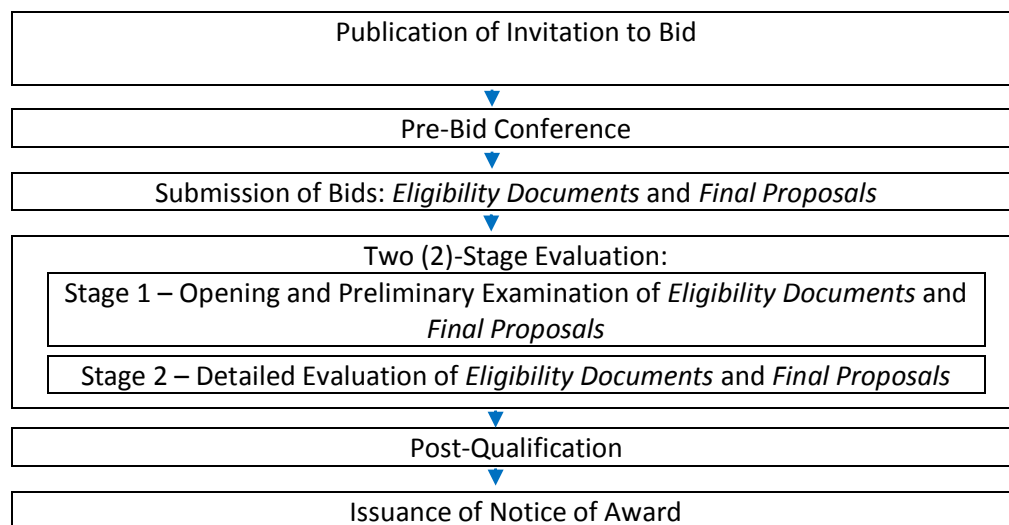 Publication of Invitation to Bid
Pre-Bid Conference
Submission of Bids: Eligibility Documents and Final Proposals
Two (2)-Stage Evaluation:
Stage 1 – Opening and Preliminary Examination of Eligibility Documents and
Final Proposals
Stage 2 – Detailed Evaluation of Eligibility Documents and Final Proposals
Post-Qualification
Issuance of Notice of Award